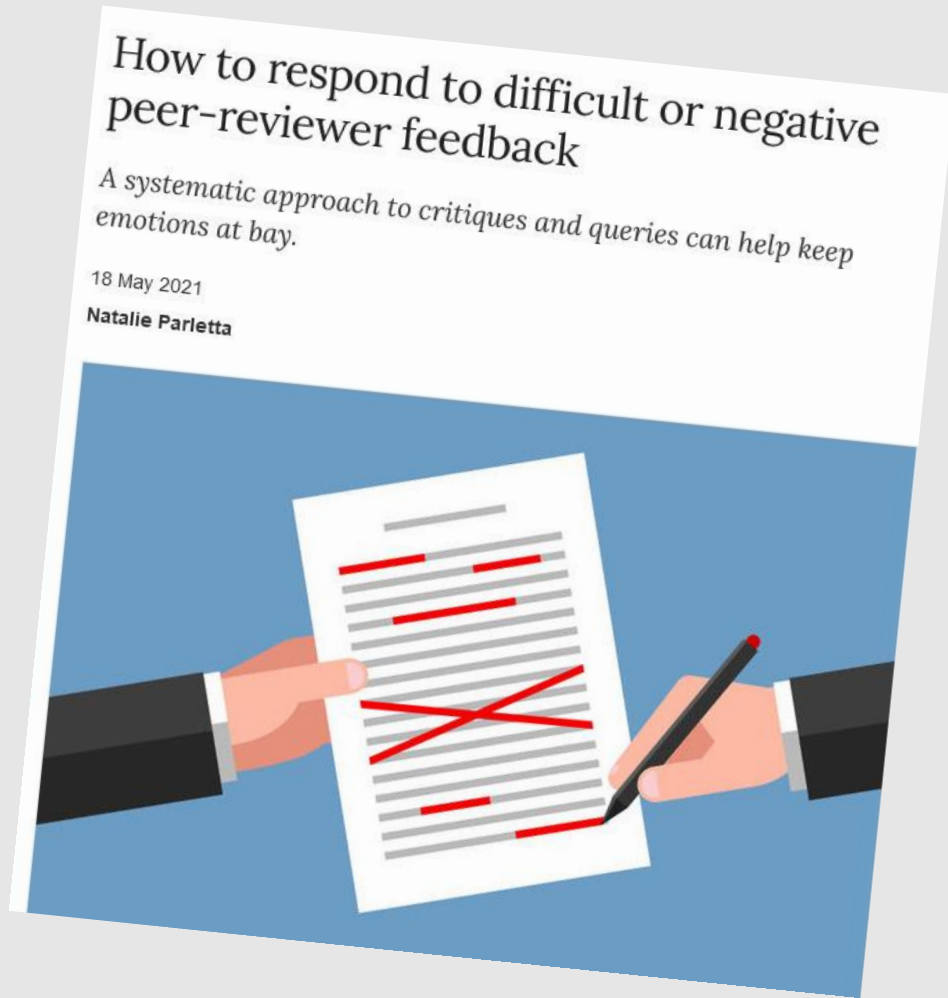 How to respond to difficult or negative
peer-reviewer feedback
A systematic approach to critiques and queries can help keep
emotions at bay.
18 May 2021
Natalie Parletta